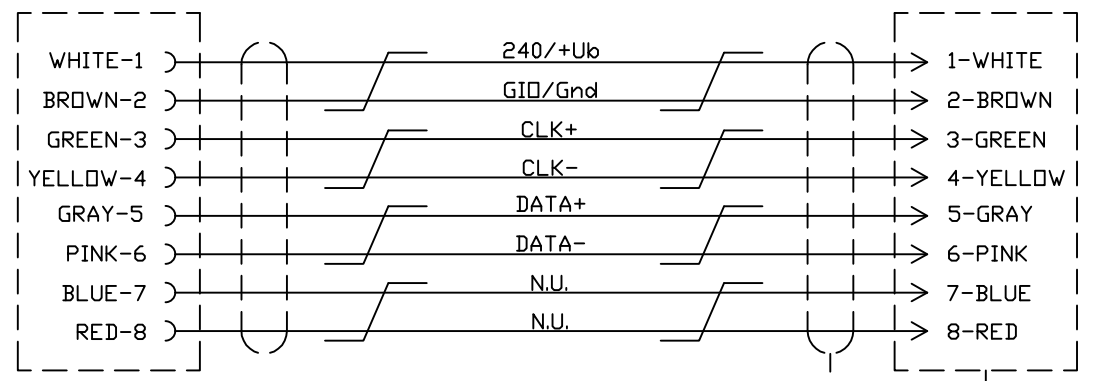 WHITE-1 240/+Ub 1-WHITE
BROWN-2 GIO/Gnd 2-BROWN
GREEN-3 CLK+ 3-GREEN
YELLOW-4 CLK- 4-YELLOW
GRAY-5 DATA+ 5-GRAY
PINK-6 DATA- 6-PINK
BLUE-7 N.U. 7-BLUE
RED-8 N.U. 8-RED